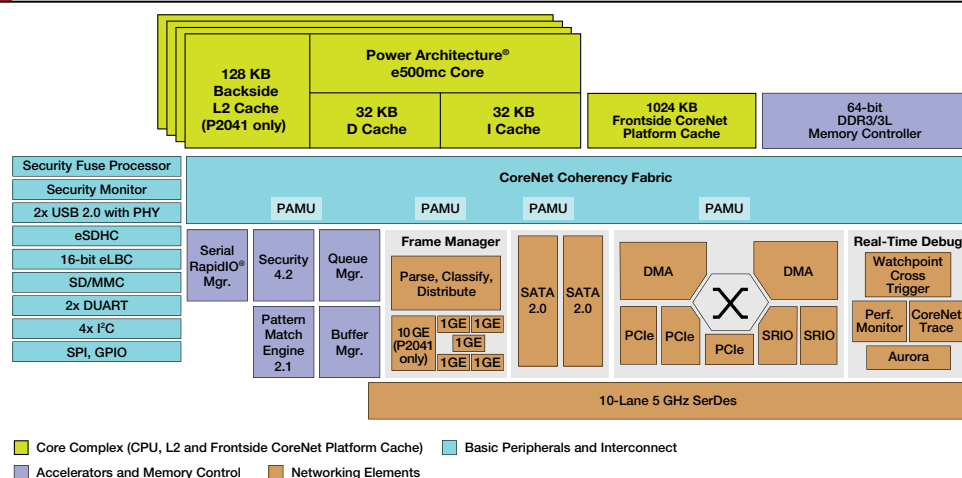 128 KB
Backside
L2 Cache
(P2041 only)
Power Architecture®
e500mc Core
32 KB
D Cache
32 KB
I Cache
1024 KB
Frontside CoreNet
Platform Cache
64-bit
DDR3/3L
Memory Controller
Security Fuse Processor
Security Monitor
2x USB 2.0 with PHY
eSDHC
16-bit eLBC
SD/MMC
2x DUART
4x I²C
SPI, GPIO
CoreNet Coherency Fabric
PAMU
PAMU
PAMU
PAMU
Serial
RapidIO®
Mgr.
Security
4.2
Queue
Mgr.
Pattern
Match
Engine
2.1
Buffer
Mgr.
Frame Manager
Parse, Classify,
Distribute
10 GE
(P2041
only)
1GE
1GE
1GE
1GE
1GE
SATA
2.0
SATA
2.0
DMA
DMA
PCIe
PCIe
PCIe
SRIO
SRIO
Real-Time Debug
Watchpoint
Cross
Trigger
Perf.
Monitor
CoreNet
Trace
Aurora
10-Lane 5 GHz SerDes
Core Complex (CPU, L2 and Frontside CoreNet Platform Cache)
Basic Peripherals and Interconnect
Accelerators and Memory Control
Networking Elements